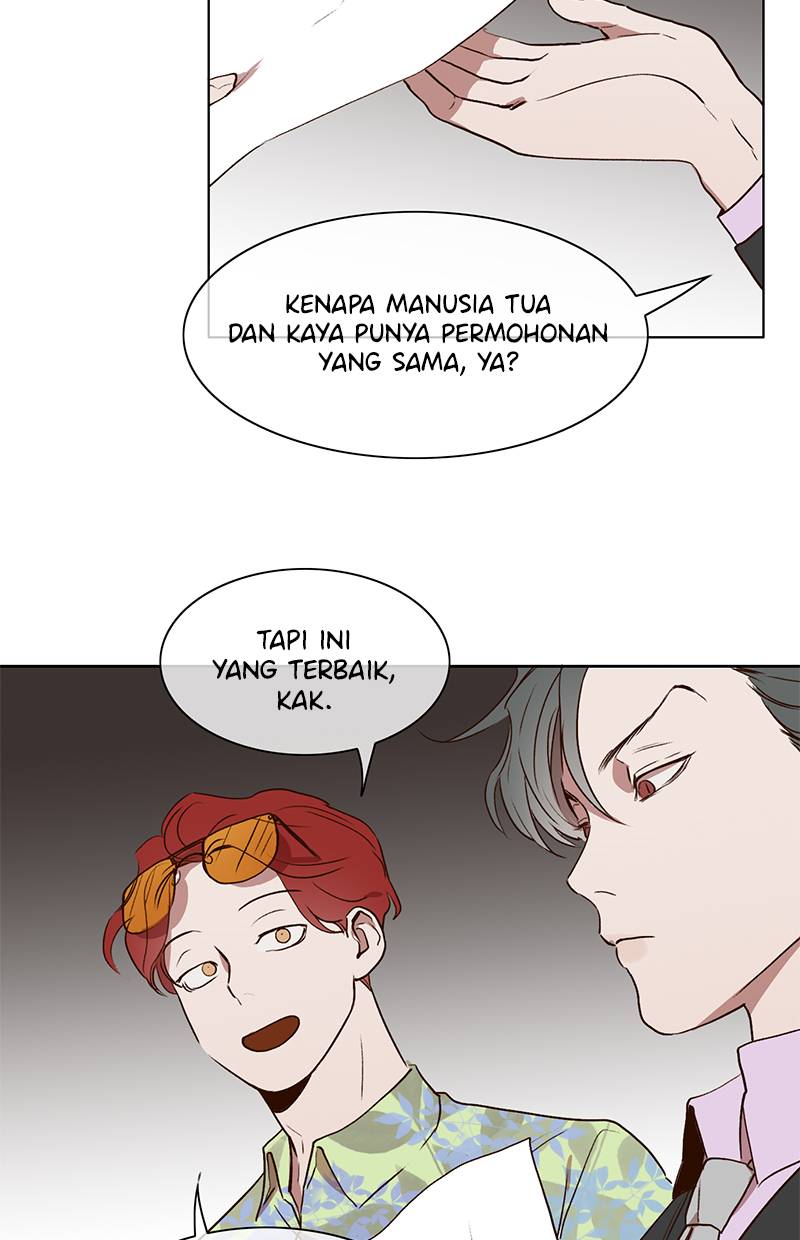 KENAPA MANUSIA TUA
DAN KAYA PUNYA PERMOHONAN
YANG SAMA, YA?
TAPI INI
YANG TERBAIK,
KAK.